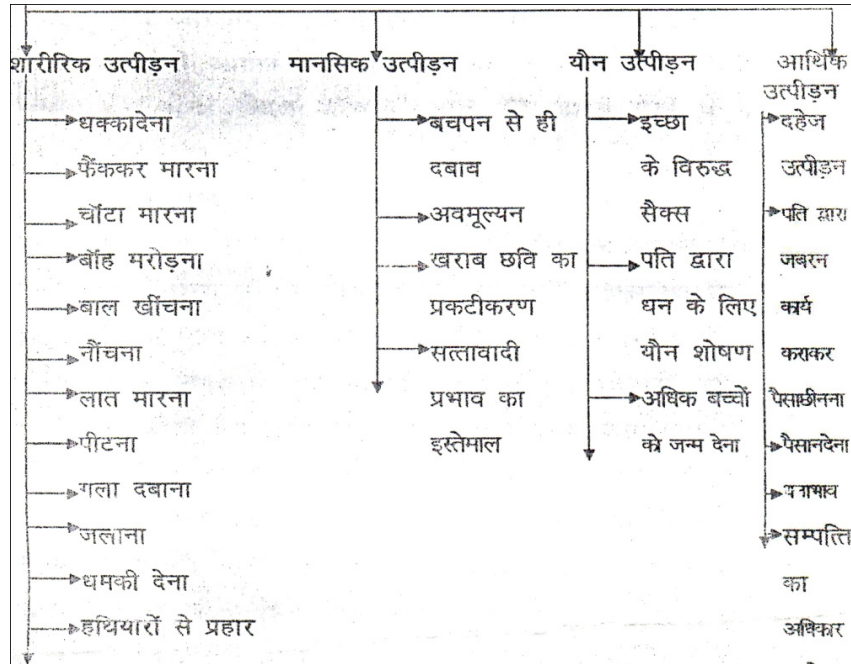 शारीरिक उत्पीड़न
धक्कादेना
फैंककर मारना
चाँटा मारना
बाँह मरोड़ना
बाल खींचना
नौंचना
लात मारना
पीटना
गला दबाना
जलाना
धमकी देना
हथियारों से प्रहार
मानसिक उत्पीड़न
बचपन से ही
दबाव
अवमूल्यन
खराब छवि का
प्रकटीकरण
सत्तावादी
प्रभाव का
इस्तेमाल
यौन उत्पीड़न
इच्छा
के विरुद्ध
सैक्स
पति द्वारा
धन के लिए
यौन शोषण
अधिक बच्चों
को जन्म देना
आर्थिक
उत्पीड़न
दहेज
उत्पीड़न
पति द्वारा
जबरन
कार्य
कराकर
पैसाछीनना
पैसानदेना
सम्पत्ति
का
अधिकार